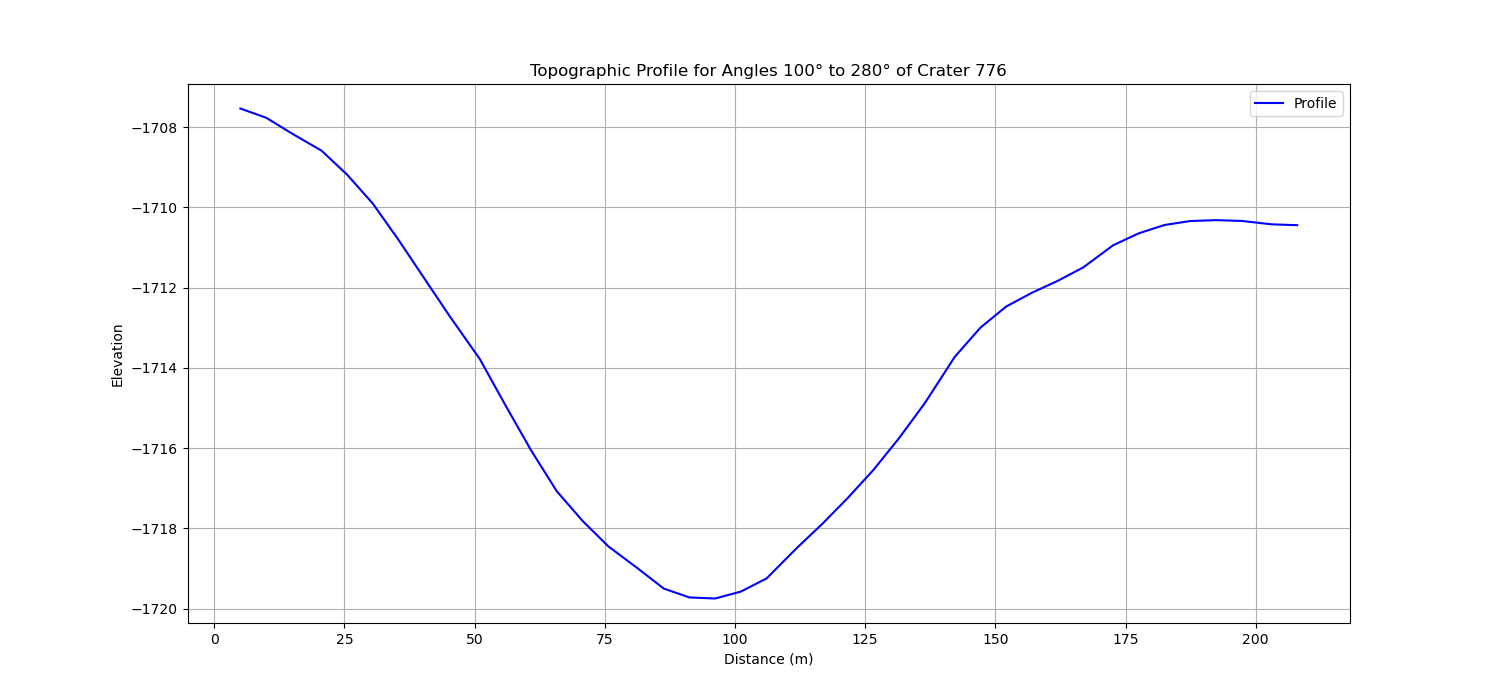 Topographic Profile for Angles 100° to 280° of Crater 776
Profile
−1708
−1710
−1712
−1714
−1716
−1718
−1720
Elevation
0 25 50 75 100 125 150 175 200
Distance (m)